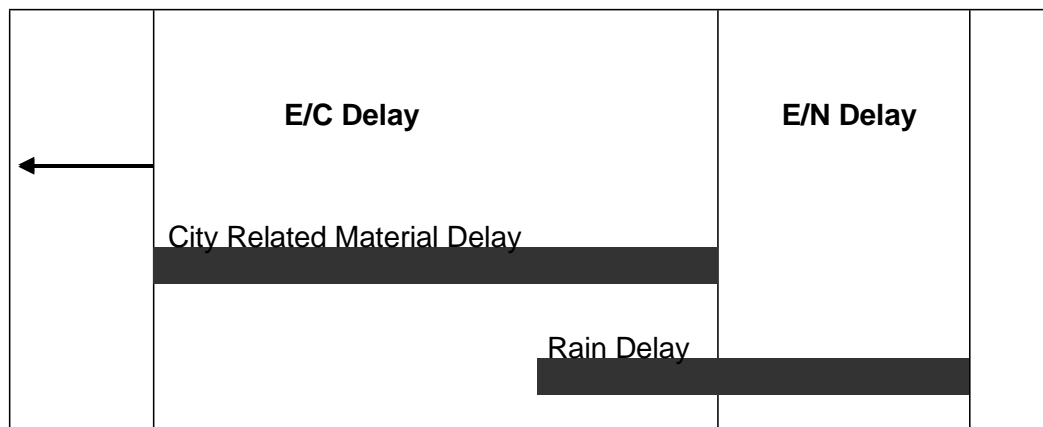 E/C Delay
E/N Delay
City Related Material Delay
Rain Delay